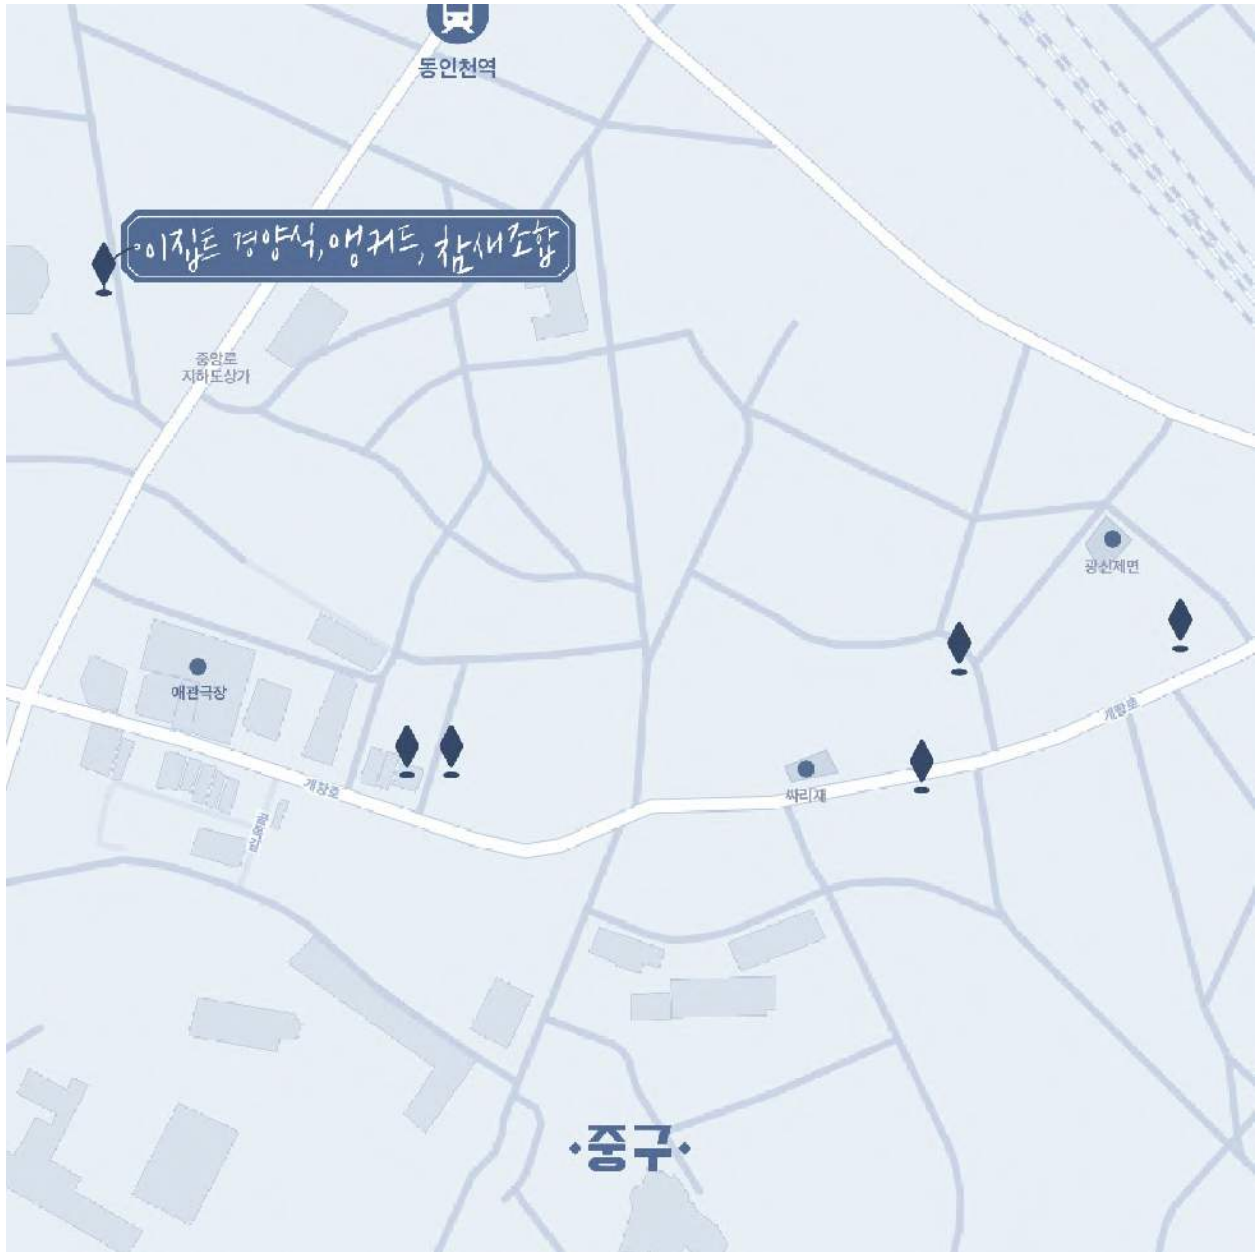 동인천역
이집트 경양식, 앵커드, 참새조합
중앙로
지하도상가
광신제면
애관극장
개항로
싸리재
개항로
중구